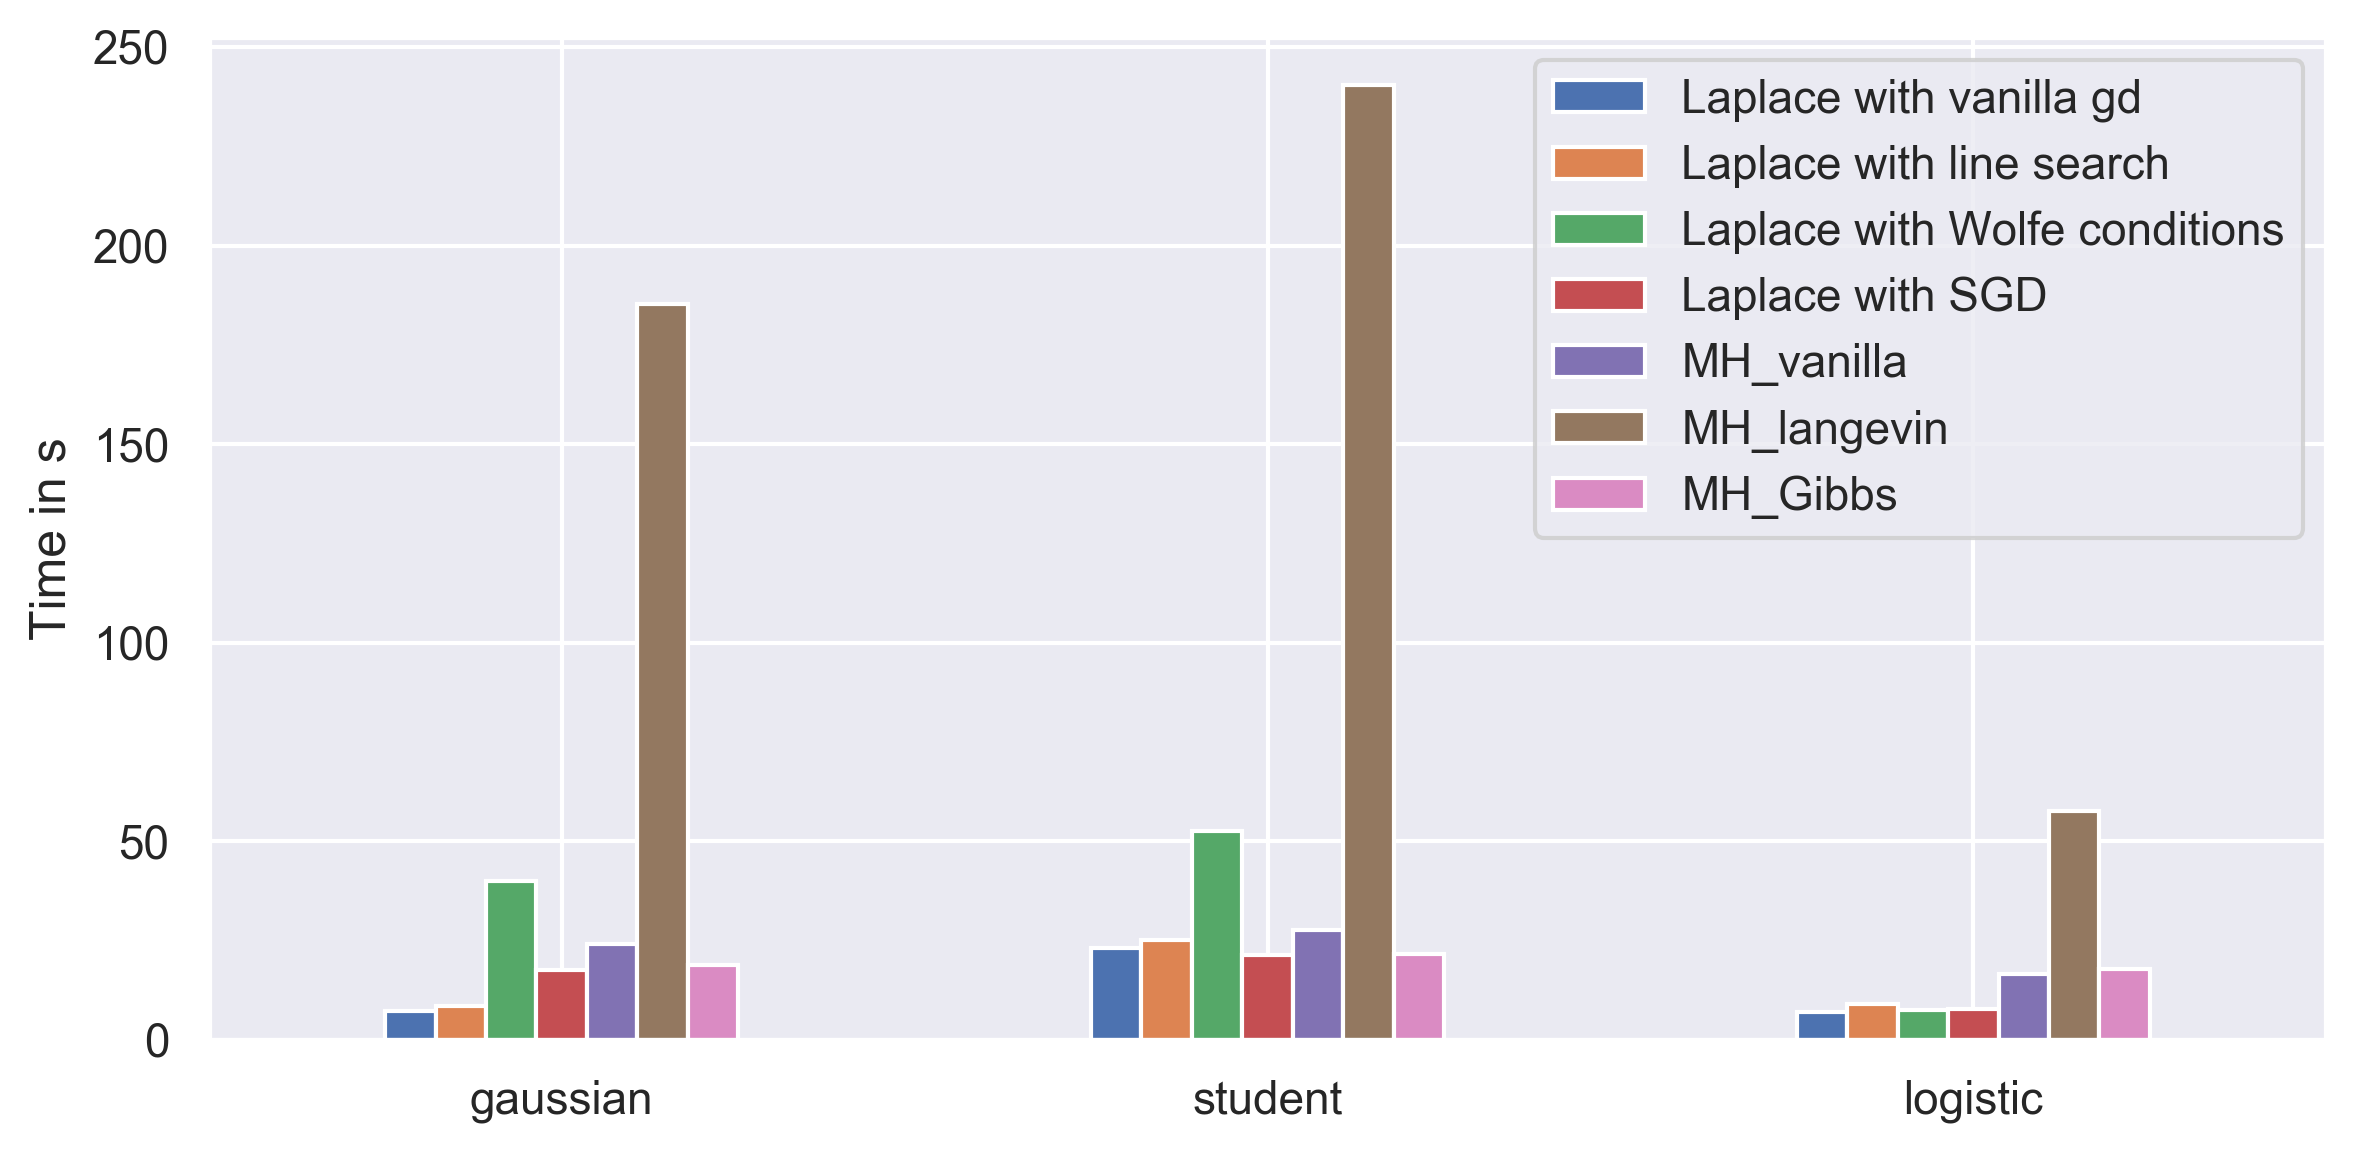 250
200
150
100
50
0
Time in s
gaussian
student
logistic
Laplace with vanilla gd
Laplace with line search
Laplace with Wolfe conditions
Laplace with SGD
MH_vanilla
MH_langevin
MH_Gibbs